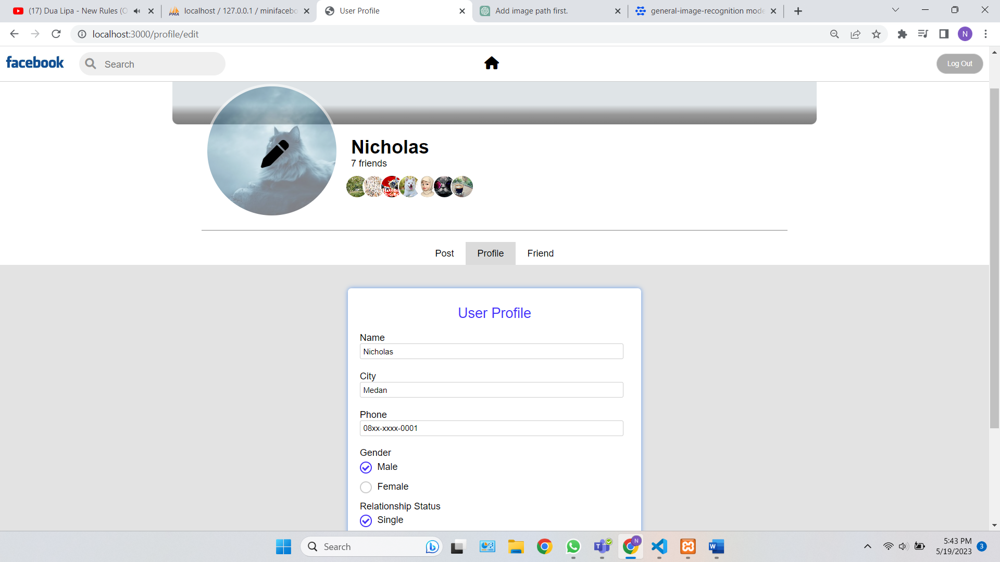 (17) Dua Lipa - New Rules (O
localhost / 127.0.0.1 / minifacebo
User Profile
Add image path first.
general-image-recognition mode
localhost:3000/profile/edit
N
facebook
Search
Log Out
Nicholas
7 friends
Post
Profile
Friend
User Profile
Name
Nicholas
City
Medan
Phone
08xx-xxxx-0001
Gender
Male
Female
Relationship Status
Single
Search
5:43 PM
5/19/2023
3